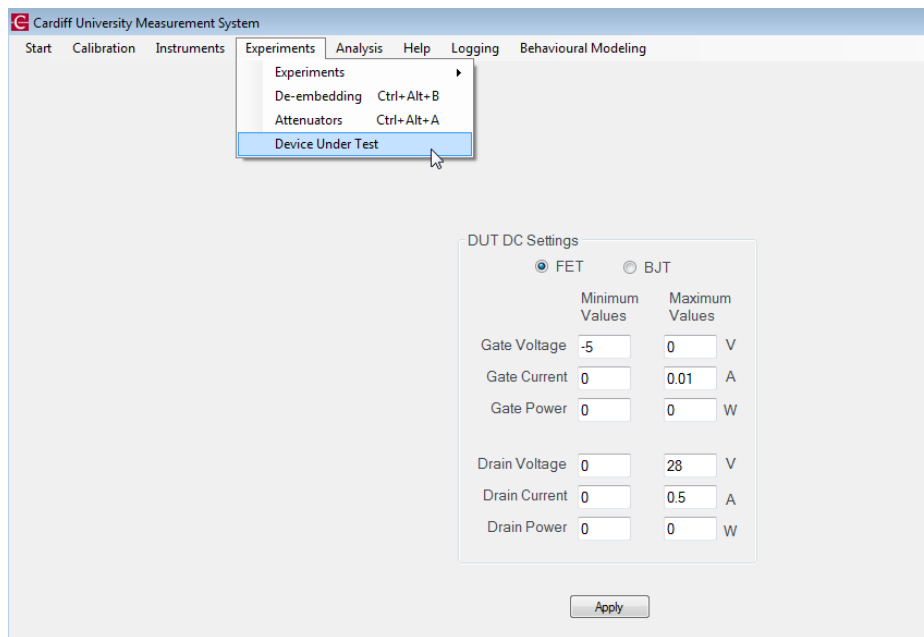 Cardiff University Measurement System
Start Calibration Instruments Experiments Analysis Help Logging Behavioural Modeling
Experiments
De-embedding Ctrl+Alt+B
Attenuators Ctrl+Alt+A
Device Under Test
DUT DC Settings
FET BJT
Minimum Values Maximum Values
Gate Voltage -5 0 V
Gate Current 0 0.01 A
Gate Power 0 0 W
Drain Voltage 0 28 V
Drain Current 0 0.5 A
Drain Power 0 0 W
Apply